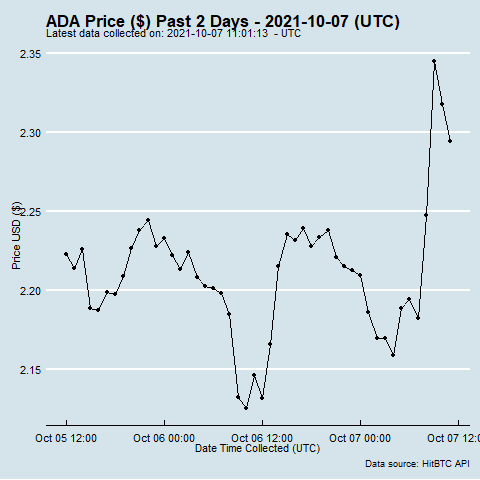 ADA Price ($) Past 2 Days - 2021-10-07 (UTC)
Latest data collected on: 2021-10-07 11:01:13 - UTC
2.35
2.30
2.25
2.20
2.15
Price USD ($)
Oct 05 12:00 Oct 06 00:00 Oct 06 12:00 Oct 07 00:00 Oct 07 12:00
Date Time Collected (UTC)
Data source: HitBTC API